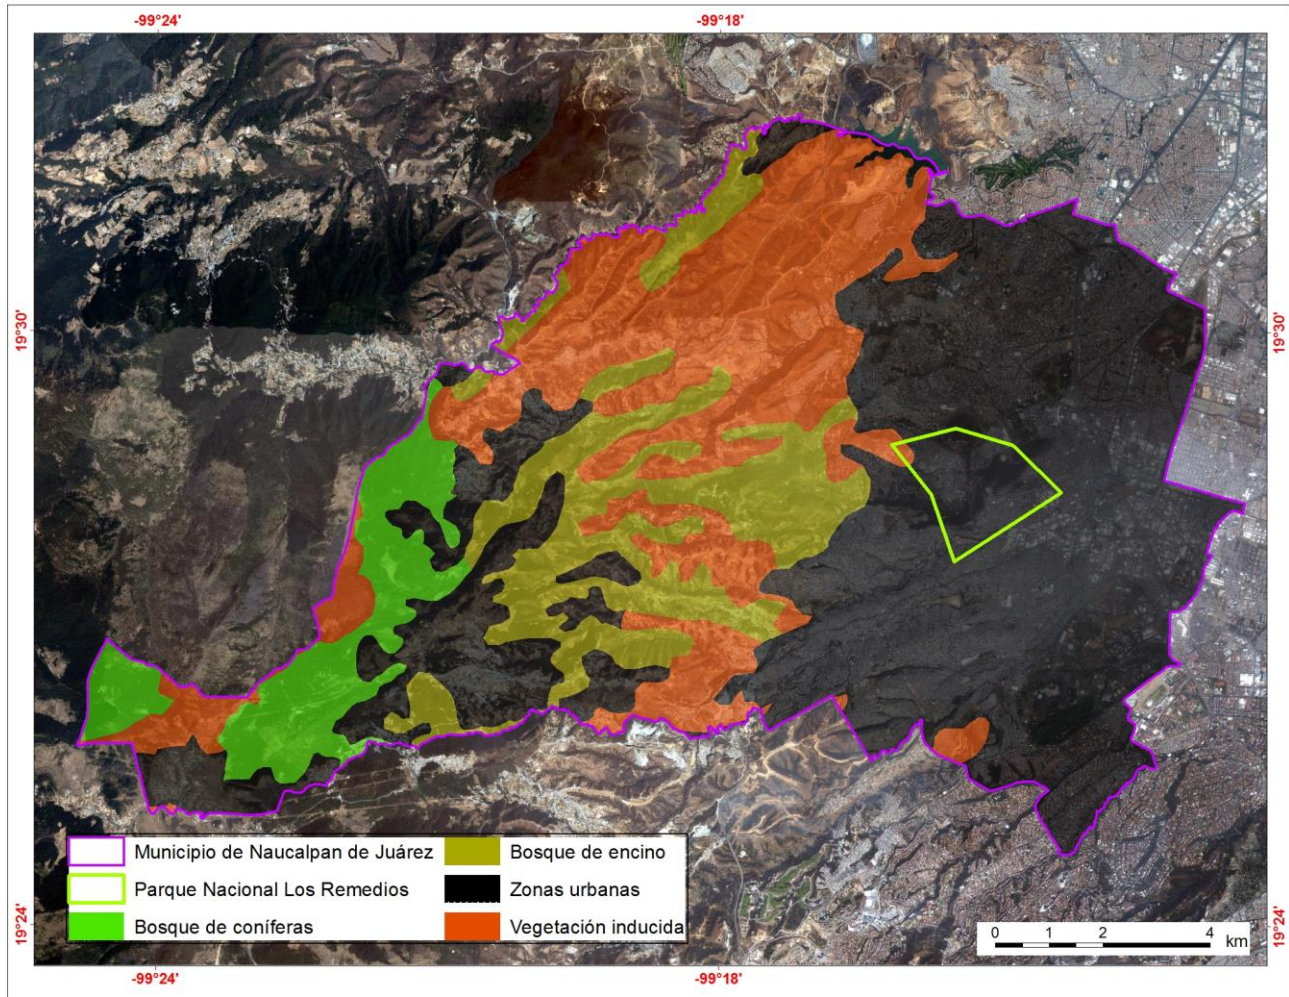 -99°24' -99°18'
19°30' 19°30'
Municipio de Naucalpan de Juárez Bosque de encino
Parque Nacional Los Remedios Zonas urbanas
Bosque de coníferas Vegetación inducida
0 1 2 4 km
19°24' 19°24'
-99°24' -99°18'